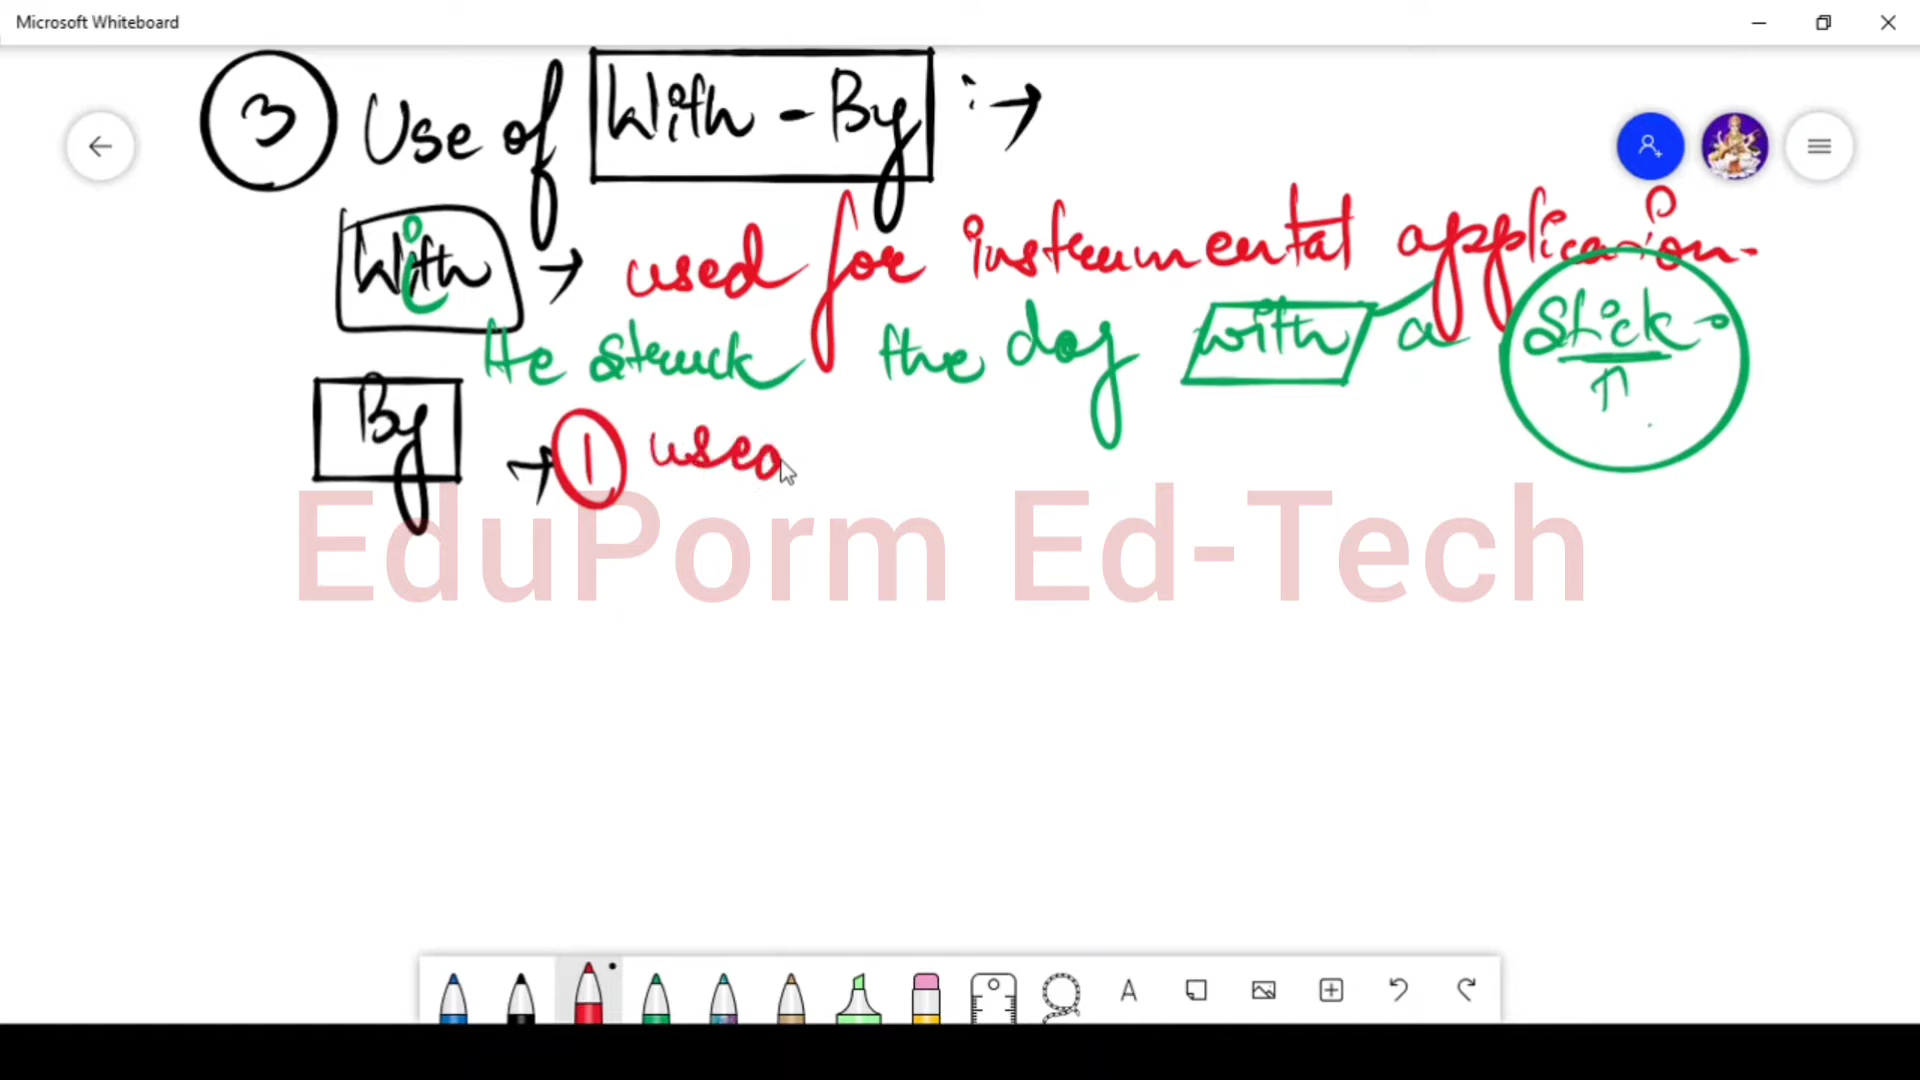 Microsoft Whiteboard
3 Use of With - By :→
With → used for instrumental application.
He struck the dog with a stick
By → 1 used
EduPorm Ed-Tech